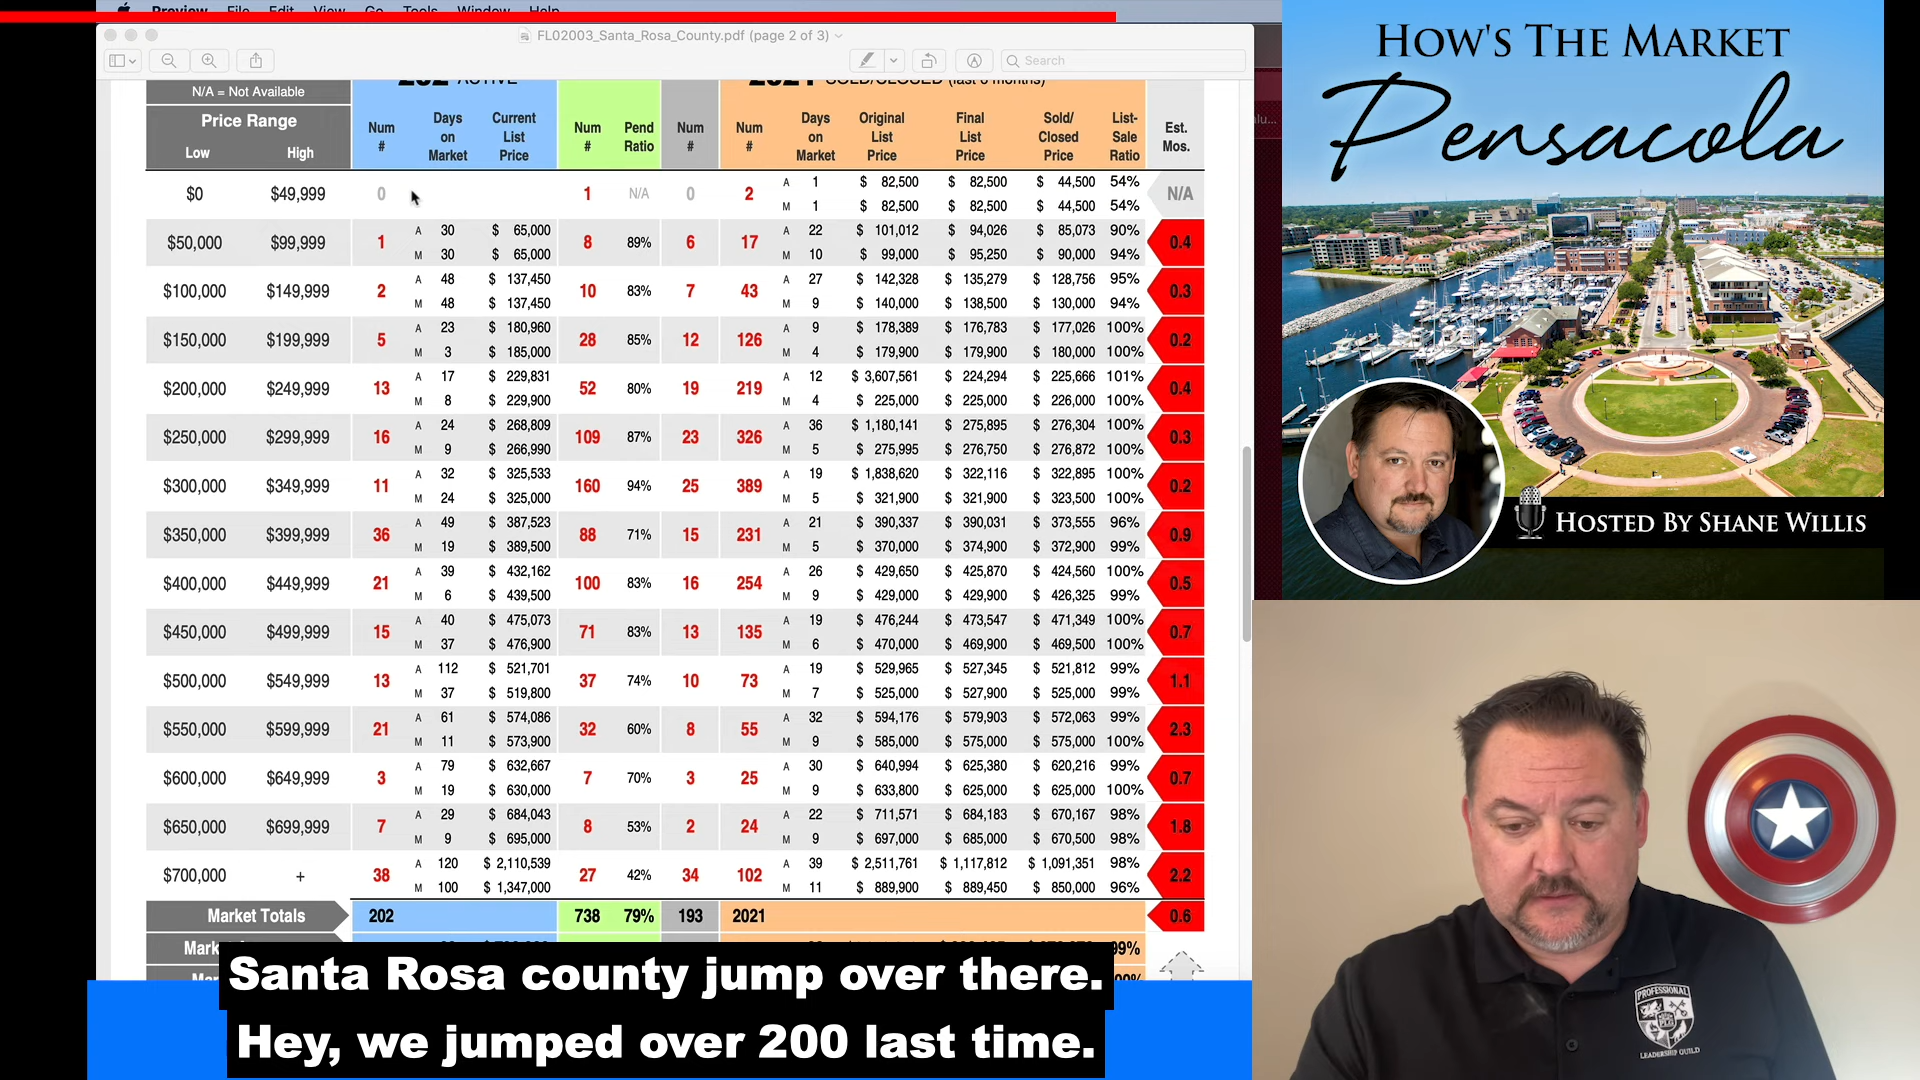 Preview File Edit View Go Tools Window Help
FL02003_Santa_Rosa_County.pdf (page 2 of 3)
Search
202 ACTIVE 2021 SOLD/CLOSED (last 6 months)
N/A = Not Available
Price Range
Low High
Num # Days on Market Current List Price Num # Pend Ratio Num # Num # Days on Market Original List Price Final List Price Sold/Closed Price List-Sale Ratio Est. Mos.
$0 $49,999 0 1 N/A 0 2 A 1 $ 82,500 $ 82,500 $ 44,500 54% N/A
M 1 $ 82,500 $ 82,500 $ 44,500 54%
$50,000 $99,999 1 A 30 $ 65,000 8 89% 6 17 A 22 $ 101,012 $ 94,026 $ 85,073 90% 0.4
M 30 $ 65,000 M 10 $ 99,000 $ 95,250 $ 90,000 94%
$100,000 $149,999 2 A 48 $ 137,450 10 83% 7 43 A 27 $ 142,328 $ 135,279 $ 128,756 95% 0.3
M 48 $ 137,450 M 9 $ 140,000 $ 138,500 $ 130,000 94%
$150,000 $199,999 5 A 23 $ 180,960 28 85% 12 126 A 9 $ 178,389 $ 176,783 $ 177,026 100% 0.2
M 3 $ 185,000 M 4 $ 179,900 $ 179,900 $ 180,000 100%
$200,000 $249,999 13 A 17 $ 229,831 52 80% 19 219 A 12 $ 3,607,561 $ 224,294 $ 225,666 101% 0.4
M 8 $ 229,900 M 4 $ 225,000 $ 225,000 $ 226,000 100%
$250,000 $299,999 16 A 24 $ 268,809 109 87% 23 326 A 36 $ 1,180,141 $ 275,895 $ 276,304 100% 0.3
M 9 $ 266,990 M 5 $ 275,995 $ 276,750 $ 276,872 100%
$300,000 $349,999 11 A 32 $ 325,533 160 94% 25 389 A 19 $ 1,838,620 $ 322,116 $ 322,895 100% 0.2
M 24 $ 325,000 M 5 $ 321,900 $ 321,900 $ 323,500 100%
$350,000 $399,999 36 A 49 $ 387,523 88 71% 15 231 A 21 $ 390,337 $ 390,031 $ 373,555 96% 0.9
M 19 $ 389,500 M 5 $ 370,000 $ 374,900 $ 372,900 99%
$400,000 $449,999 21 A 39 $ 432,162 100 83% 16 254 A 26 $ 429,650 $ 425,870 $ 424,560 100% 0.5
M 6 $ 439,500 M 9 $ 429,000 $ 429,900 $ 426,325 99%
$450,000 $499,999 15 A 40 $ 475,073 71 83% 13 135 A 19 $ 476,244 $ 473,547 $ 471,349 100% 0.7
M 37 $ 476,900 M 6 $ 470,000 $ 469,900 $ 469,500 100%
$500,000 $549,999 13 A 112 $ 521,701 37 74% 10 73 A 19 $ 529,965 $ 527,345 $ 521,812 99% 1.1
M 37 $ 519,800 M 7 $ 525,000 $ 527,900 $ 525,000 99%
$550,000 $599,999 21 A 61 $ 574,086 32 60% 8 55 A 32 $ 594,176 $ 579,903 $ 572,063 99% 2.3
M 11 $ 573,900 M 9 $ 585,000 $ 575,000 $ 575,000 100%
$600,000 $649,999 3 A 79 $ 632,667 7 70% 3 25 A 30 $ 640,994 $ 625,380 $ 620,216 99% 0.7
M 19 $ 630,000 M 9 $ 633,800 $ 625,000 $ 625,000 100%
$650,000 $699,999 7 A 29 $ 684,043 8 53% 2 24 A 22 $ 711,571 $ 684,183 $ 670,167 98% 1.8
M 9 $ 695,000 M 9 $ 697,000 $ 685,000 $ 670,500 98%
$700,000 + 38 A 120 $ 2,110,539 27 42% 34 102 A 39 $ 2,511,761 $ 1,117,812 $ 1,091,351 98% 2.2
M 100 $ 1,347,000 M 11 $ 889,900 $ 889,450 $ 850,000 96%
Market Totals 202 738 79% 193 2021 0.6
Santa Rosa county jump over there.
Hey, we jumped over 200 last time.
HOW'S THE MARKET
Pensacola
HOSTED BY SHANE WILLIS
PROFESSIONAL
LEADERSHIP GUILD